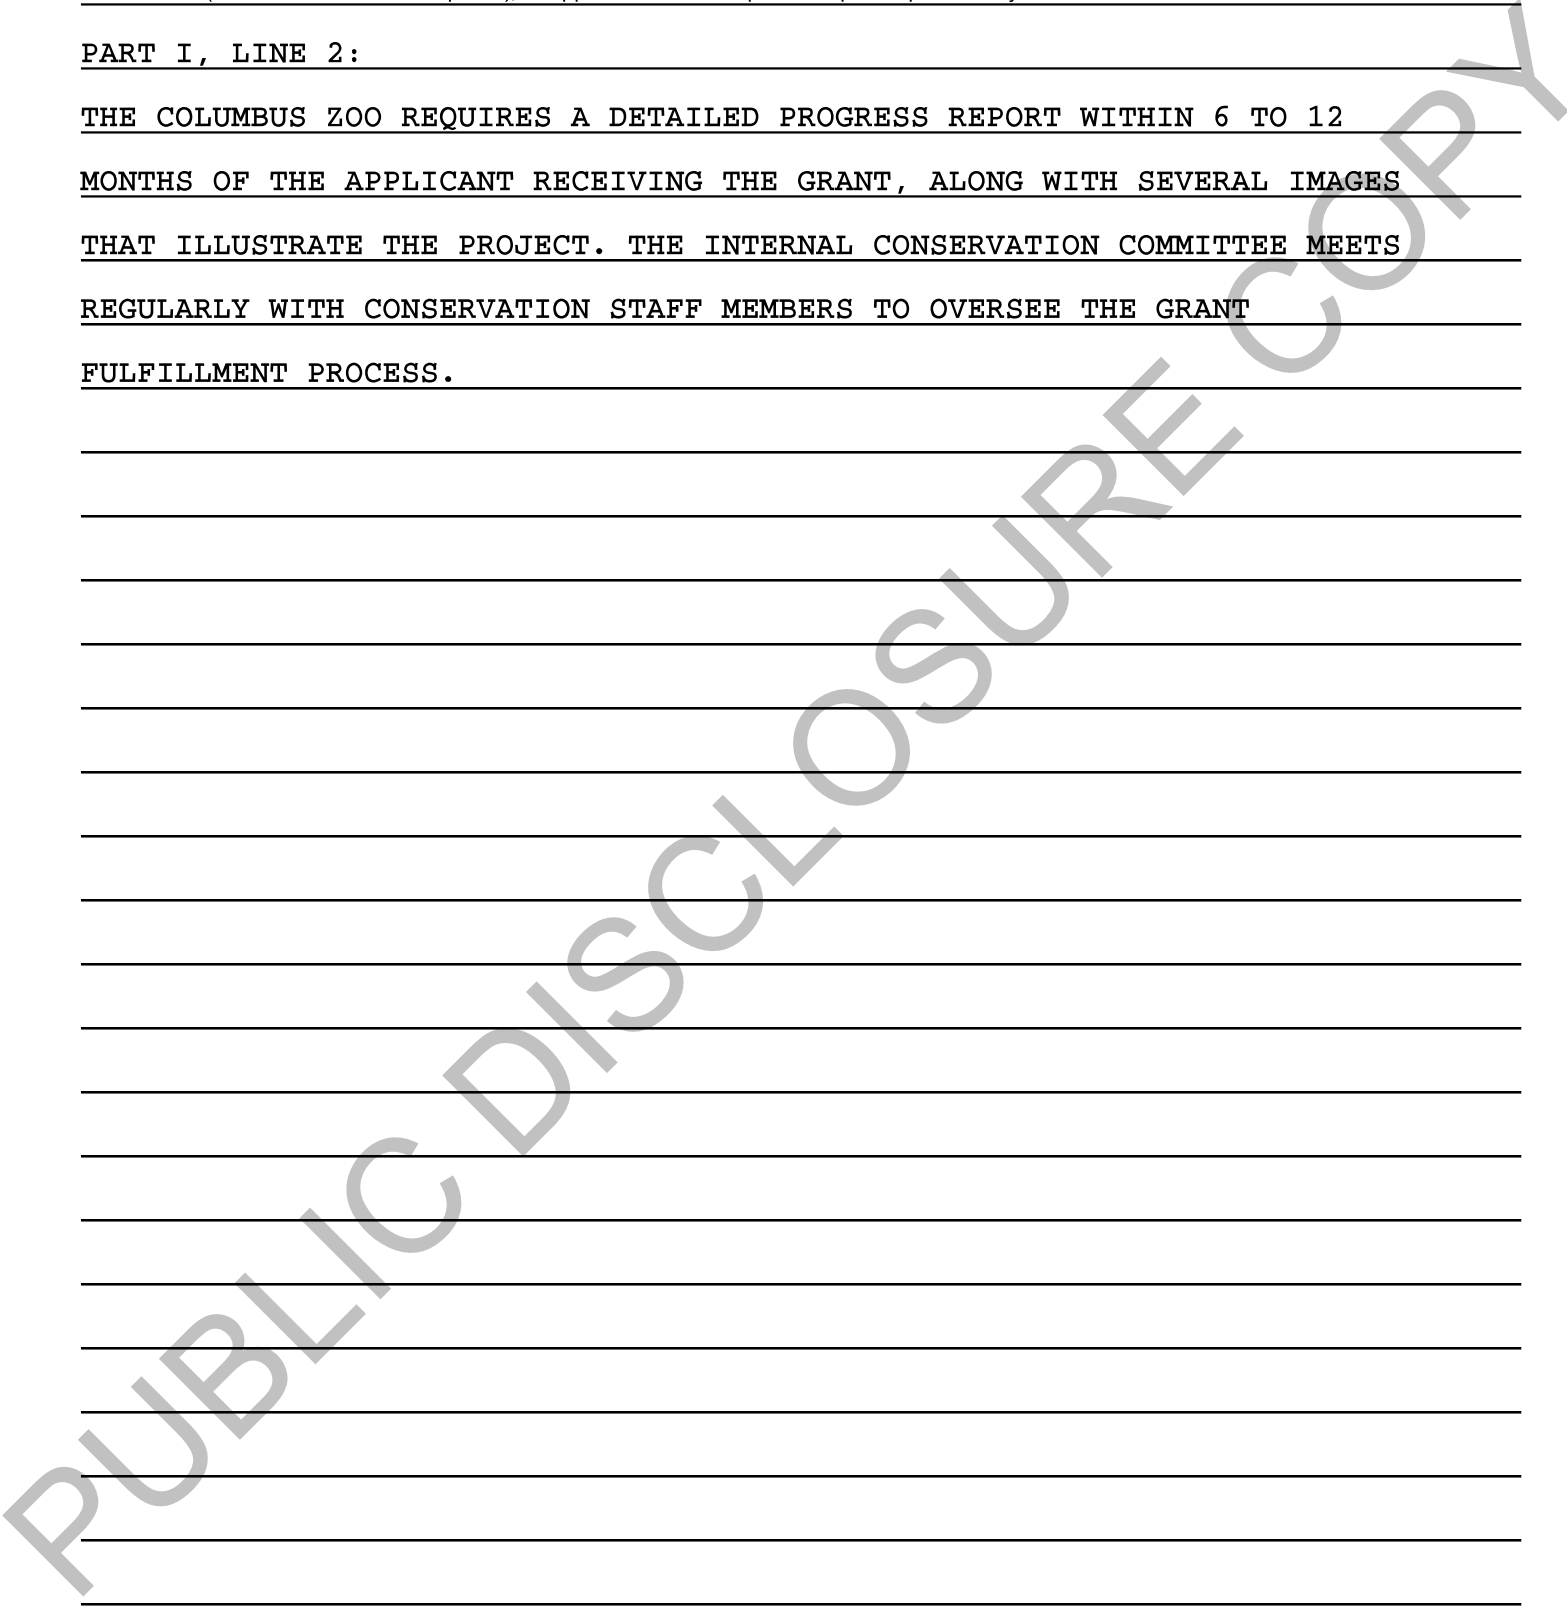 PART I, LINE 2:
THE COLUMBUS ZOO REQUIRES A DETAILED PROGRESS REPORT WITHIN 6 TO 12
MONTHS OF THE APPLICANT RECEIVING THE GRANT, ALONG WITH SEVERAL IMAGES
THAT ILLUSTRATE THE PROJECT. THE INTERNAL CONSERVATION COMMITTEE MEETS
REGULARLY WITH CONSERVATION STAFF MEMBERS TO OVERSEE THE GRANT
FULFILLMENT PROCESS.
PUBLIC DISCLOSURE COPY